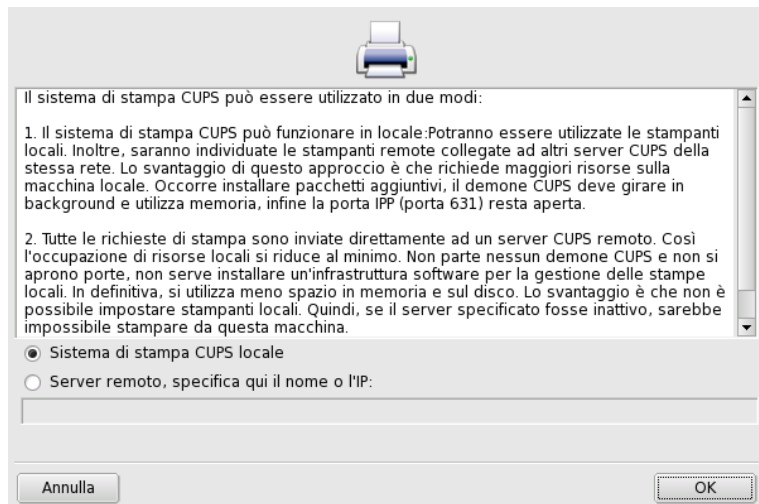 Il sistema di stampa CUPS può essere utilizzato in due modi:
1. Il sistema di stampa CUPS può funzionare in locale:Potranno essere utilizzate le stampanti
locali. Inoltre, saranno individuate le stampanti remote collegate ad altri server CUPS della
stessa rete. Lo svantaggio di questo approccio è che richiede maggiori risorse sulla
macchina locale. Occorre installare pacchetti aggiuntivi, il demone CUPS deve girare in
background e utilizza memoria, infine la porta IPP (porta 631) resta aperta.
2. Tutte le richieste di stampa sono inviate direttamente ad un server CUPS remoto. Così
l'occupazione di risorse locali si riduce al minimo. Non parte nessun demone CUPS e non si
aprono porte, non serve installare un'infrastruttura software per la gestione delle stampe
locali. In definitiva, si utilizza meno spazio in memoria e sul disco. Lo svantaggio è che non è
possibile impostare stampanti locali. Quindi, se il server specificato fosse inattivo, sarebbe
impossibile stampare da questa macchina.
Sistema di stampa CUPS locale
Server remoto, specifica qui il nome o l'IP:
Annulla
OK